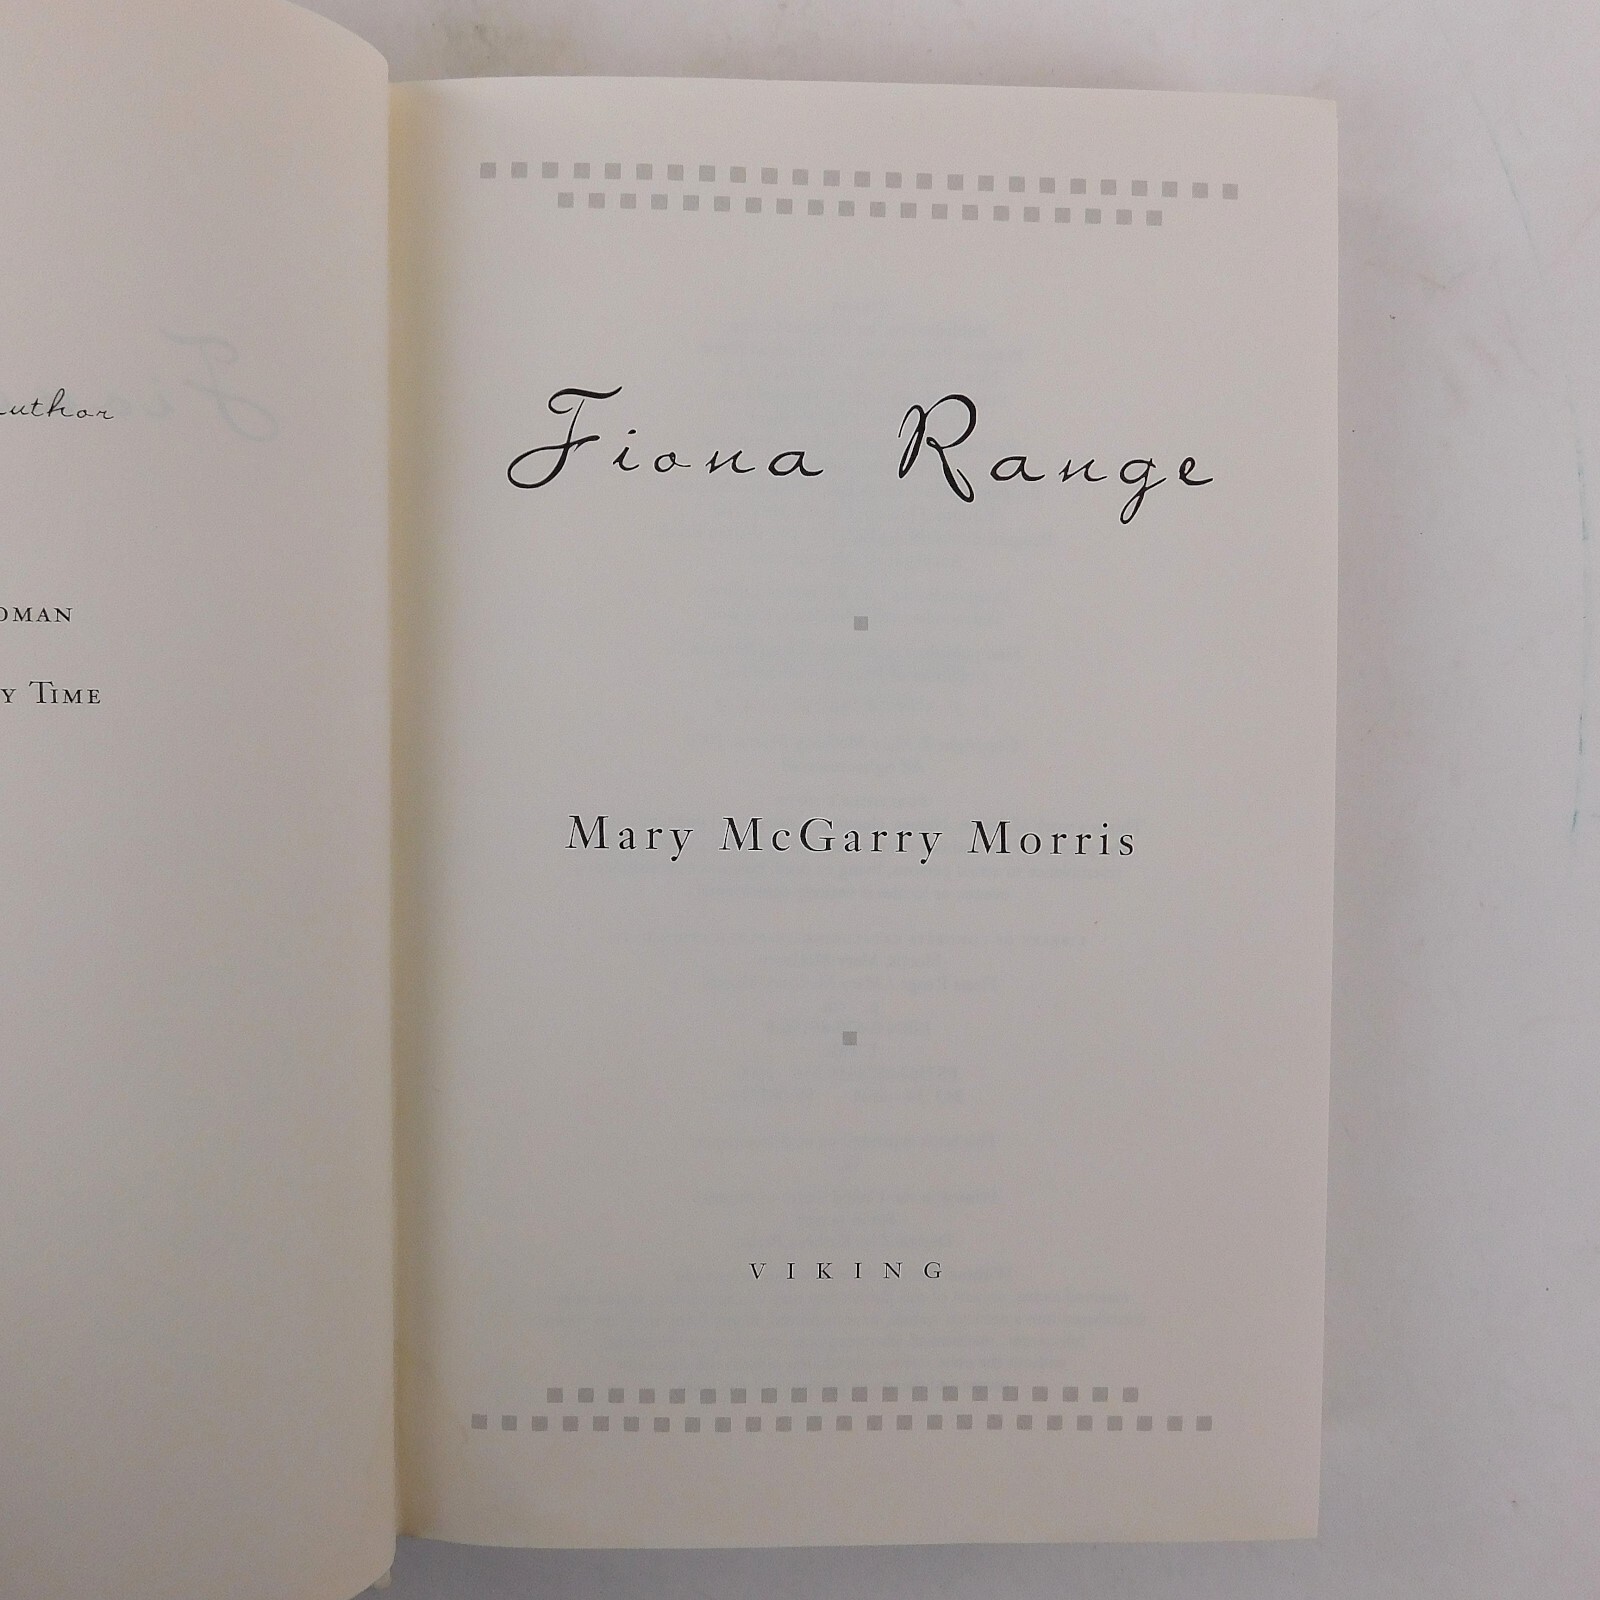 uthor
OMAN
Y TIME
Fiona Range
Mary McGarry Morris
VIKING